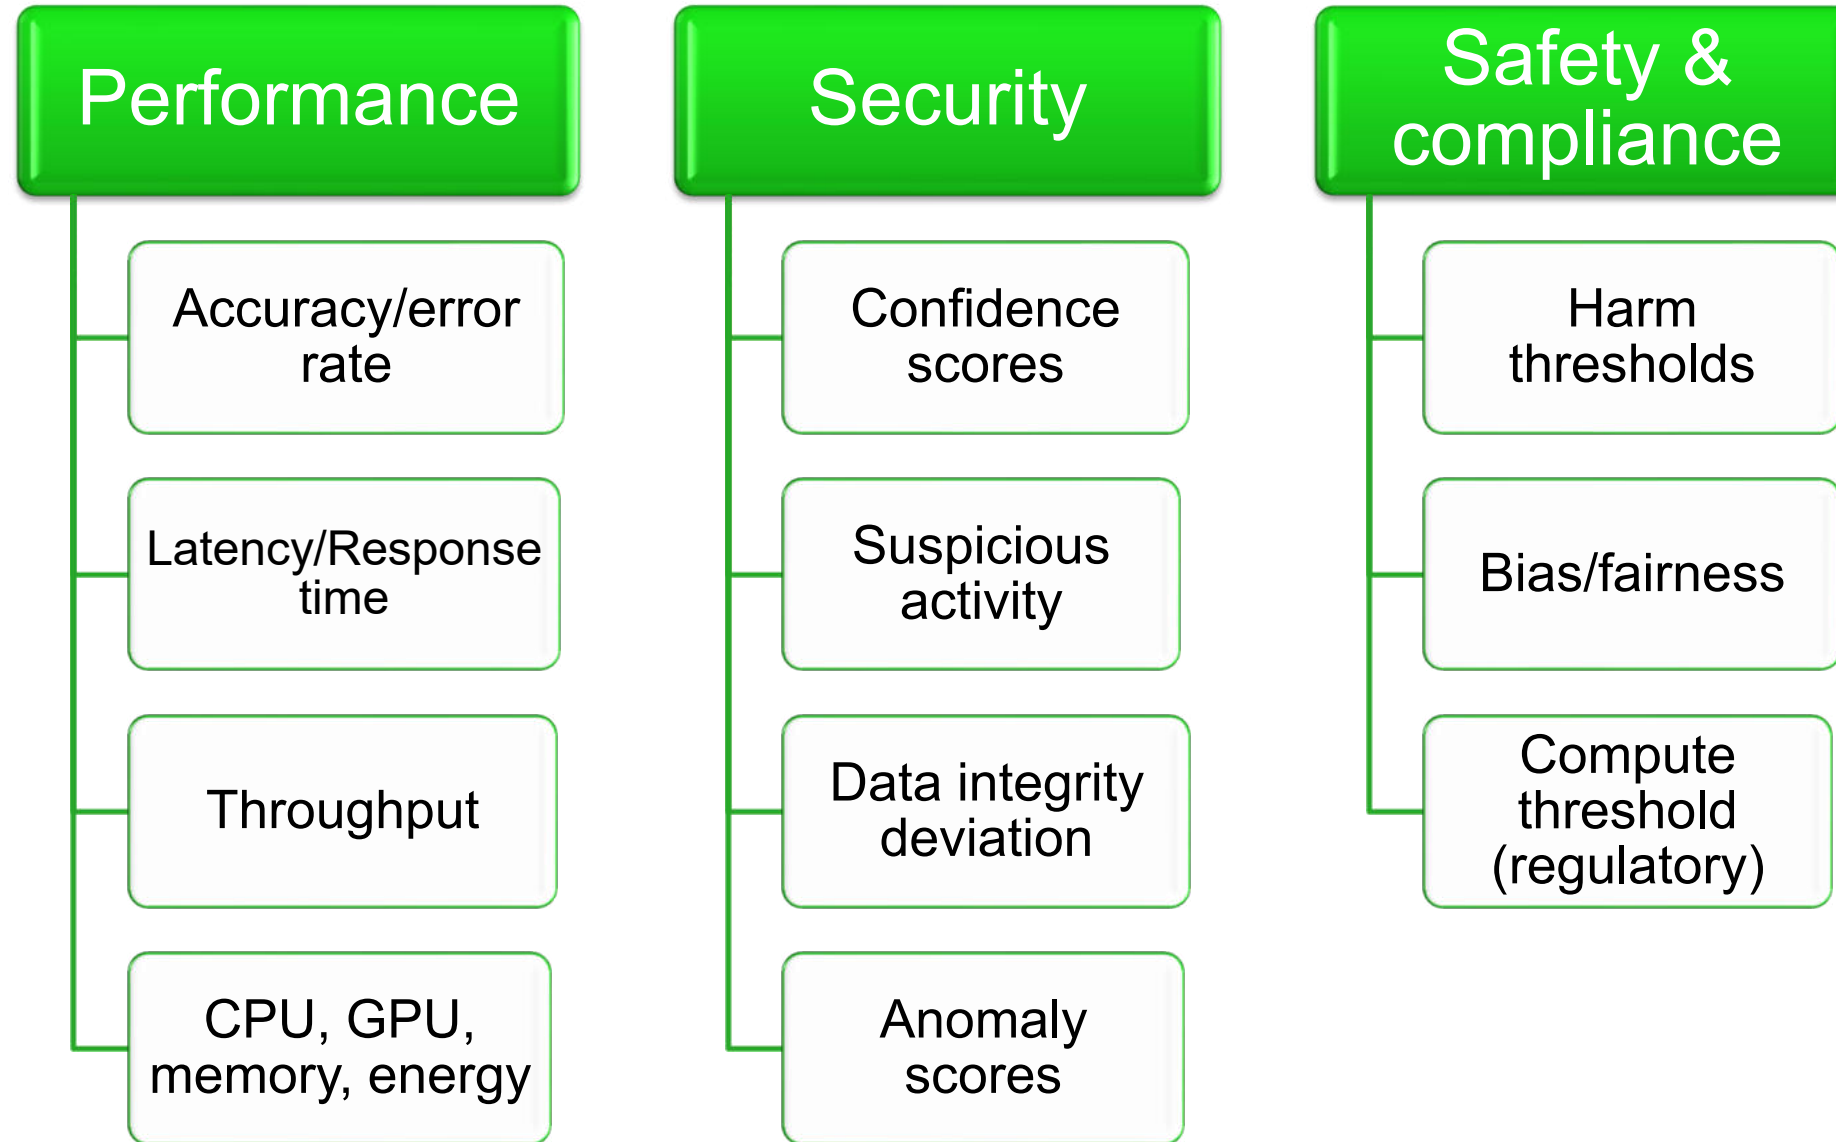 Performance
Accuracy/error
rate
Latency/Response
time
Throughput
CPU, GPU,
memory, energy
Security
Confidence
scores
Suspicious
activity
Data integrity
deviation
Anomaly
scores
Safety &
compliance
Harm
thresholds
Bias/fairness
Compute
threshold
(regulatory)